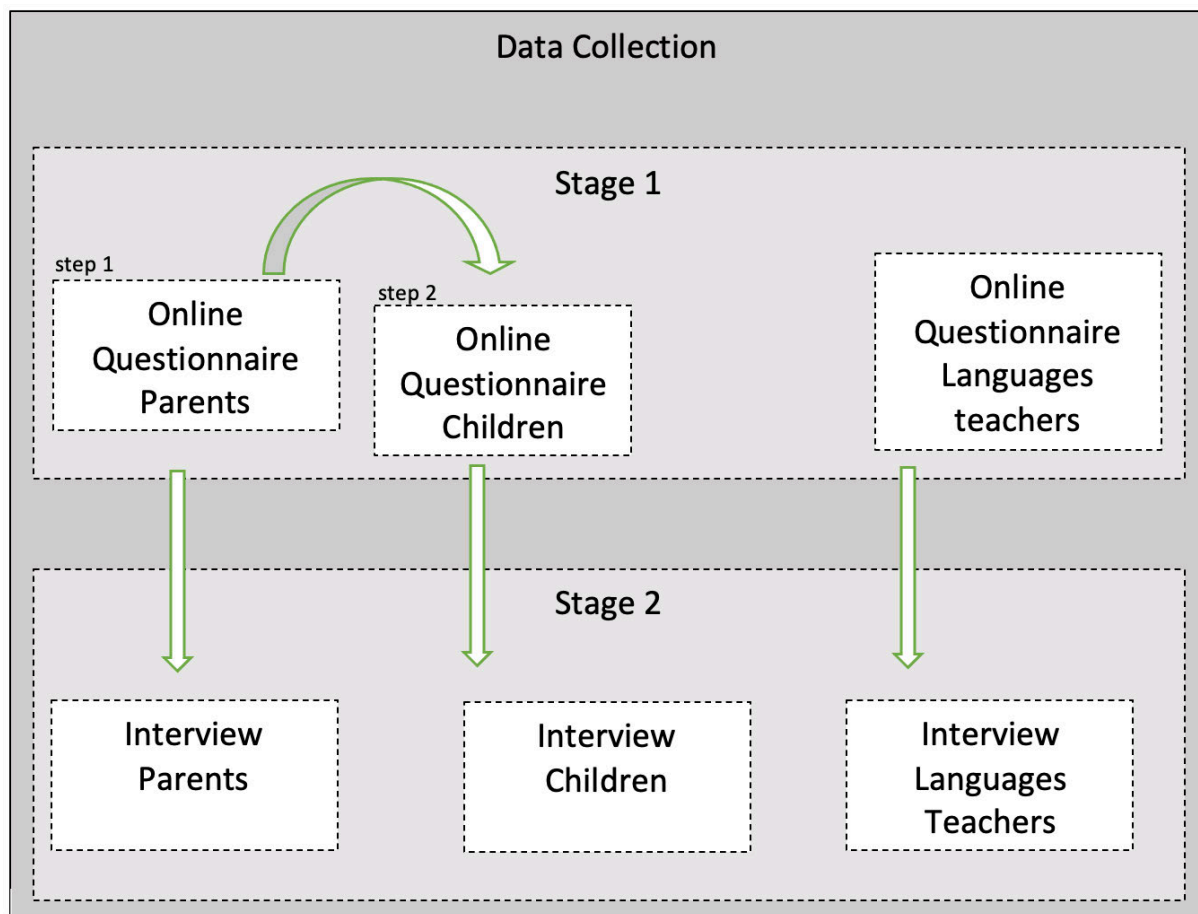 Data Collection
Stage 1
step 1
Online
Questionnaire
Parents
step 2
Online
Questionnaire
Children
Online
Questionnaire
Languages
teachers
Stage 2
Interview
Parents
Interview
Children
Interview
Languages
Teachers